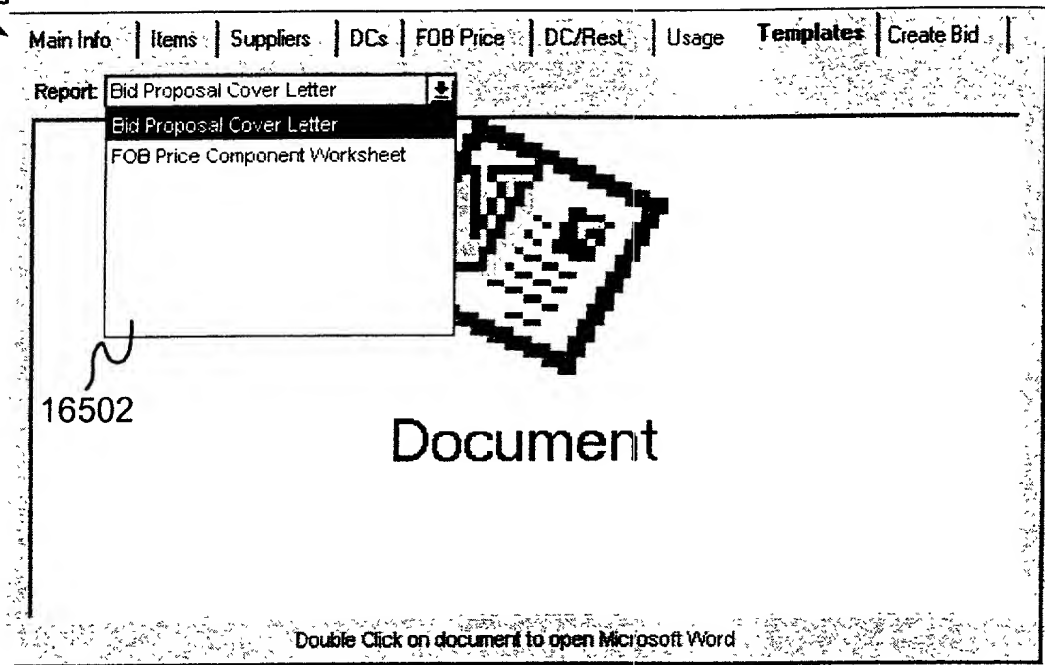 Main Info Items Suppliers DCs FOB Price DC/Rest Usage Templates Create Bid
Report: Bid Proposal Cover Letter
Bid Proposal Cover Letter
FOB Price Component Worksheet
16502
Document
Double Click on document to open Microsoft Word